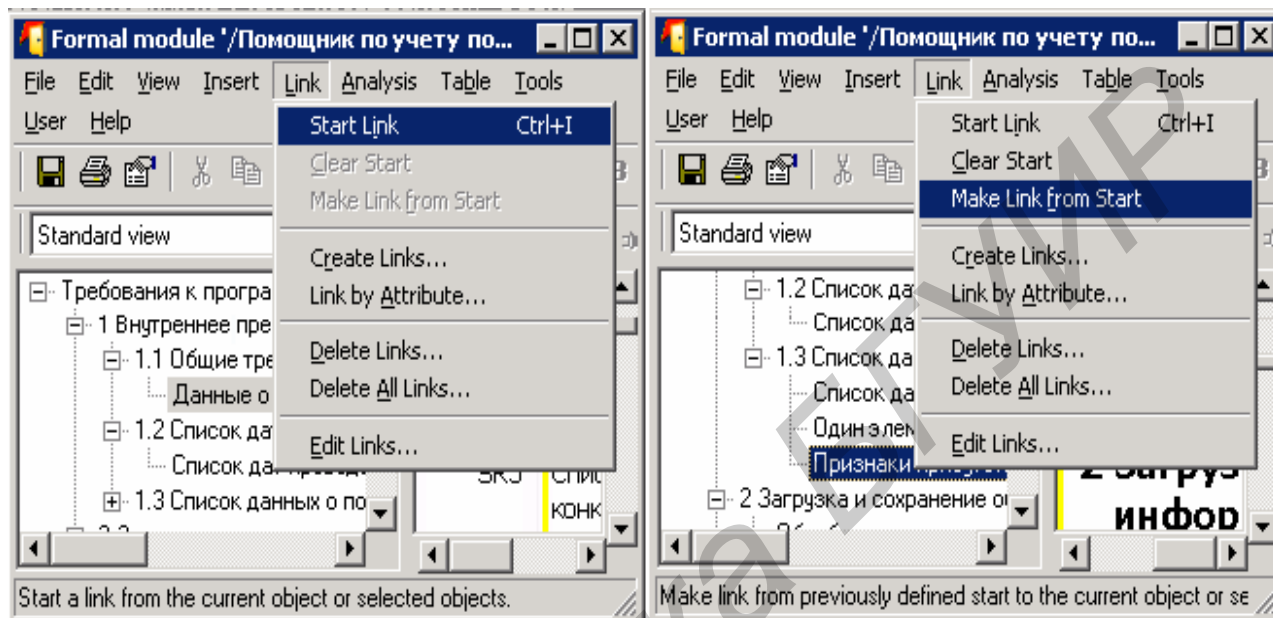 Formal module '/Помощник по учету по...
File Edit View Insert Link Analysis Table Tools
User Help
Start Link Ctrl+I
Clear Start
Make Link from Start
Standard view
Create Links...
Link by Attribute...
Delete Links...
Delete All Links...
Edit Links...
Требования к програ
1 Внутреннее пре
1.1 Общие тре
Данные о
1.2 Список да
Список да
1.3 Список данных о по
SR5 Спис
конк
Start a link from the current object or selected objects.
Formal module '/Помощник по учету по...
File Edit View Insert Link Analysis Table Tools
User Help
Start Link Ctrl+I
Clear Start
Make Link from Start
Standard view
Create Links...
Link by Attribute...
Delete Links...
Delete All Links...
Edit Links...
1.2 Список да
Список да
1.3 Список да
Список да
Один элем
Признаки
2 Загрузка и сохранение
2 Загруз
инфор
Make link from previously defined start to the current object or se
ка БГУИР